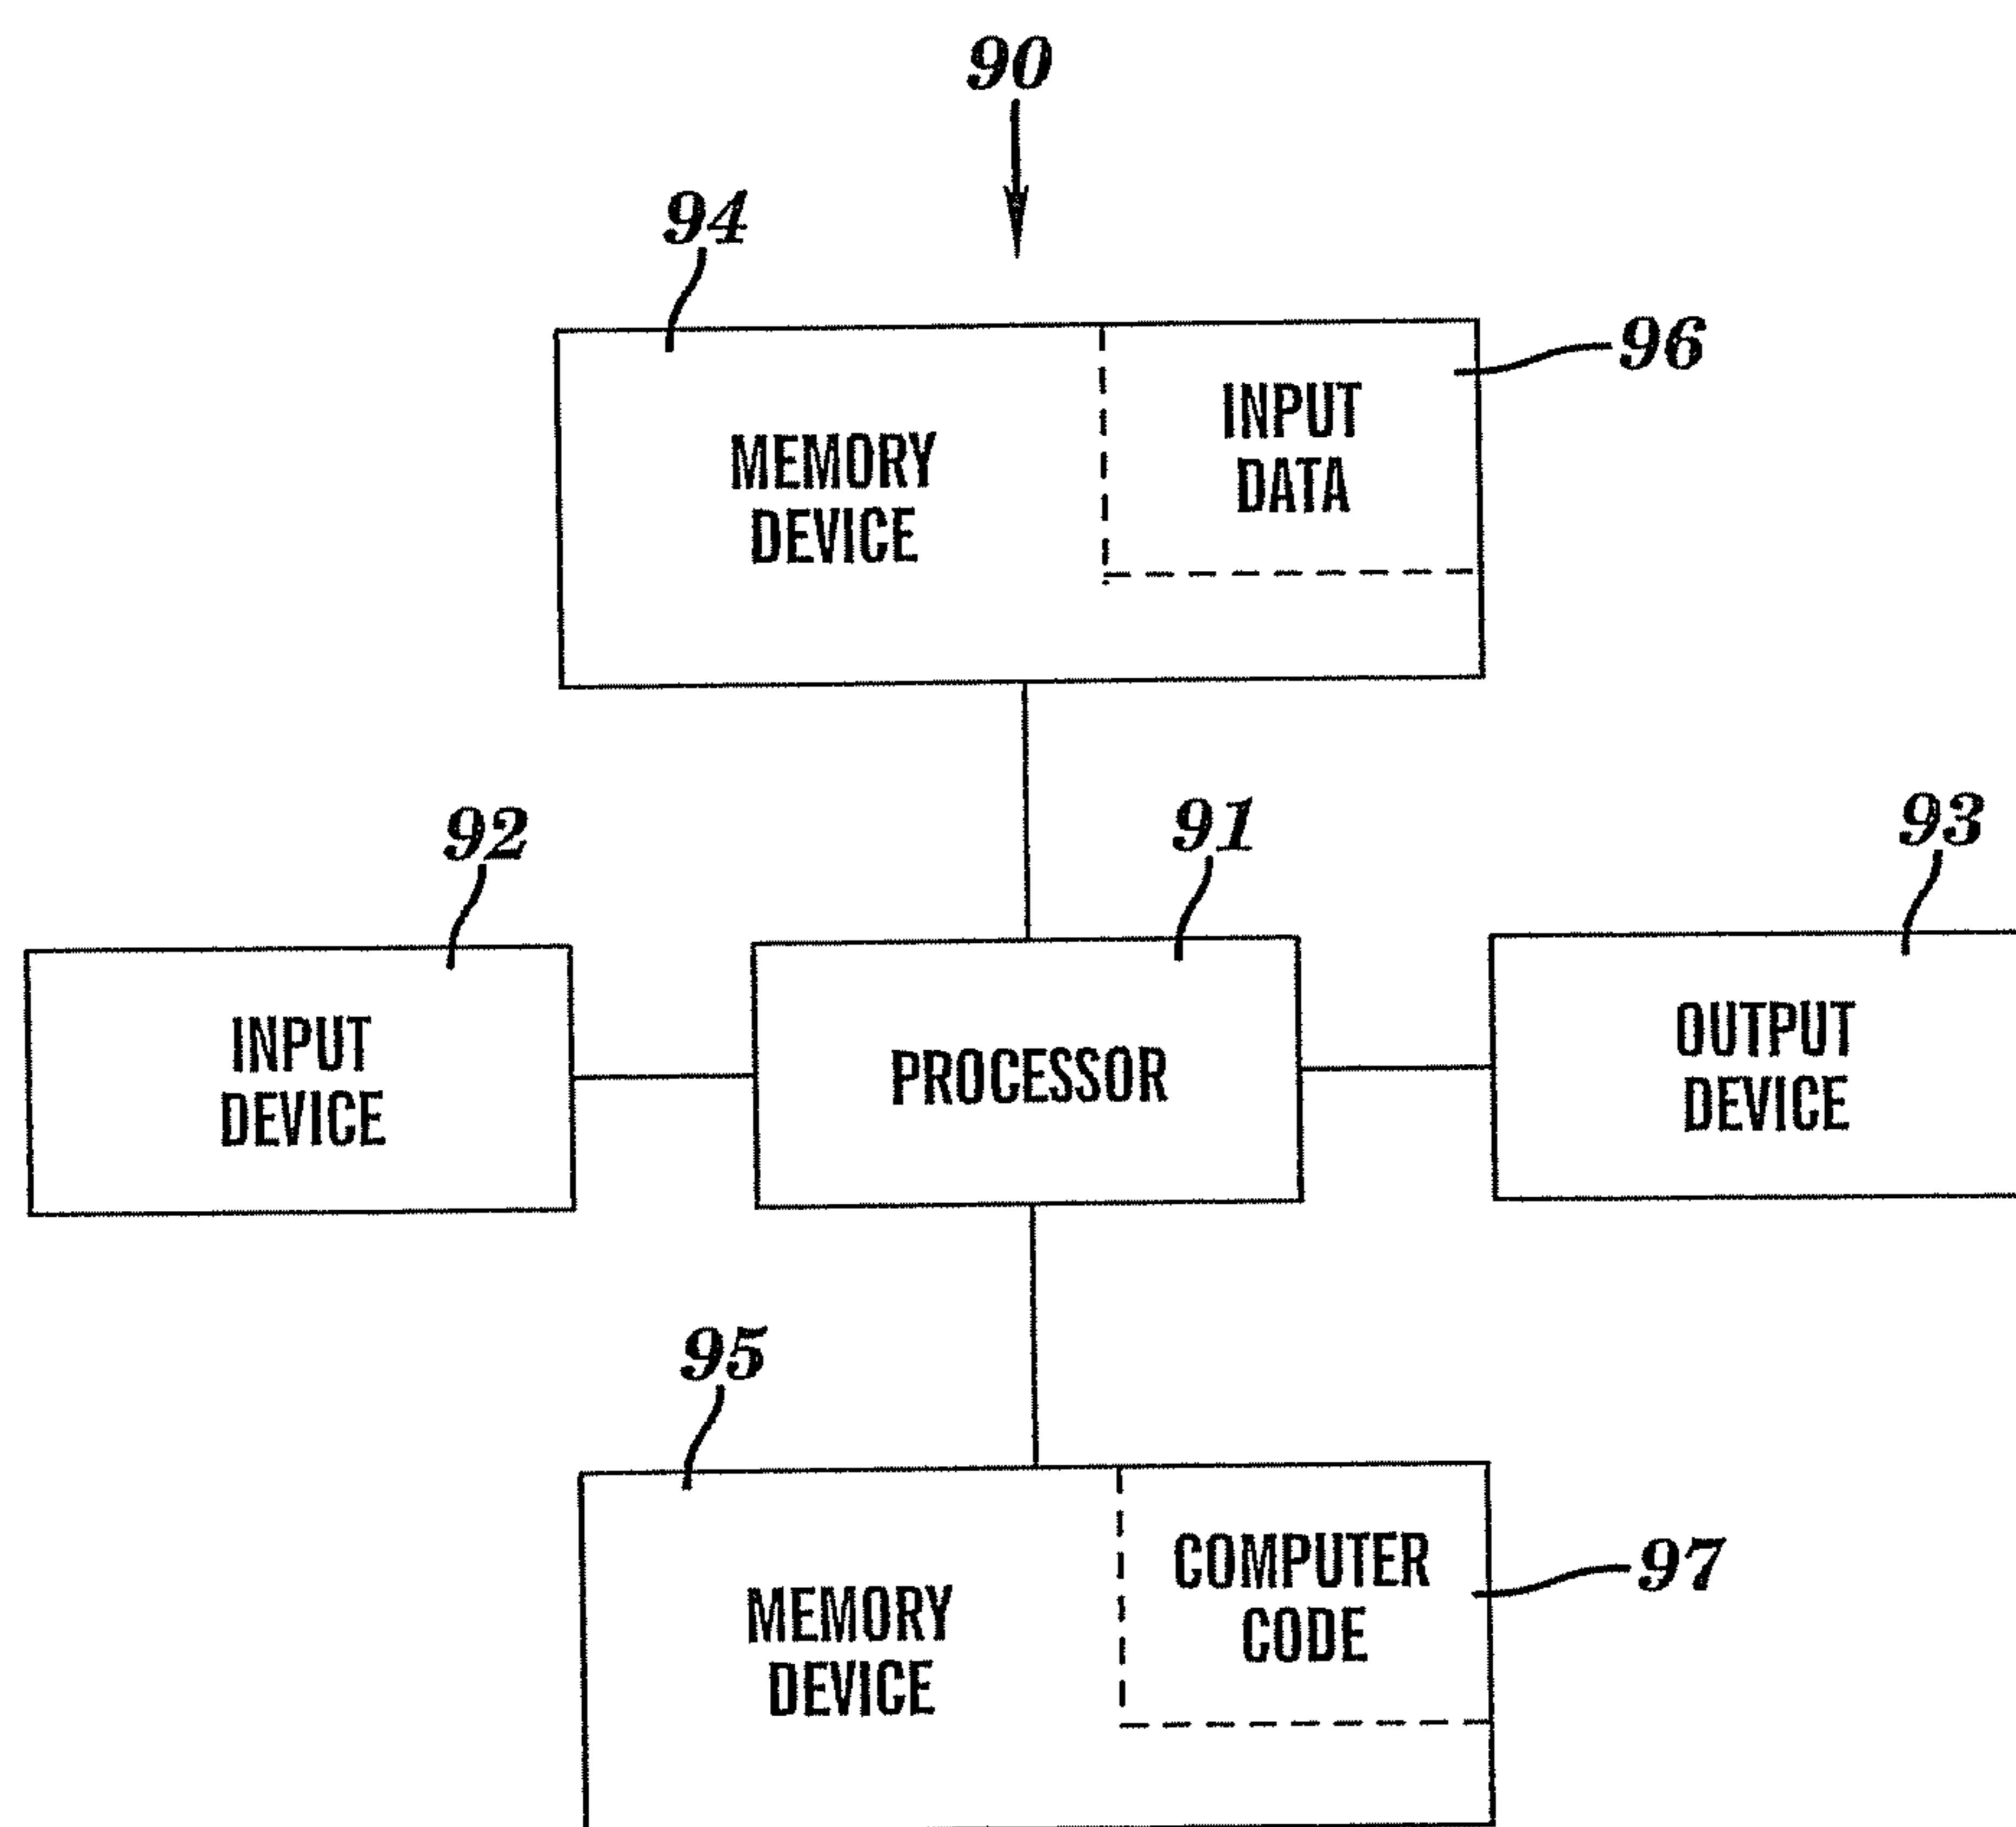 90
94
96
INPUT
DATA
MEMORY
DEVICE
92
91
93
INPUT
DEVICE
PROCESSOR
OUTPUT
DEVICE
95
97
COMPUTER
CODE
MEMORY
DEVICE